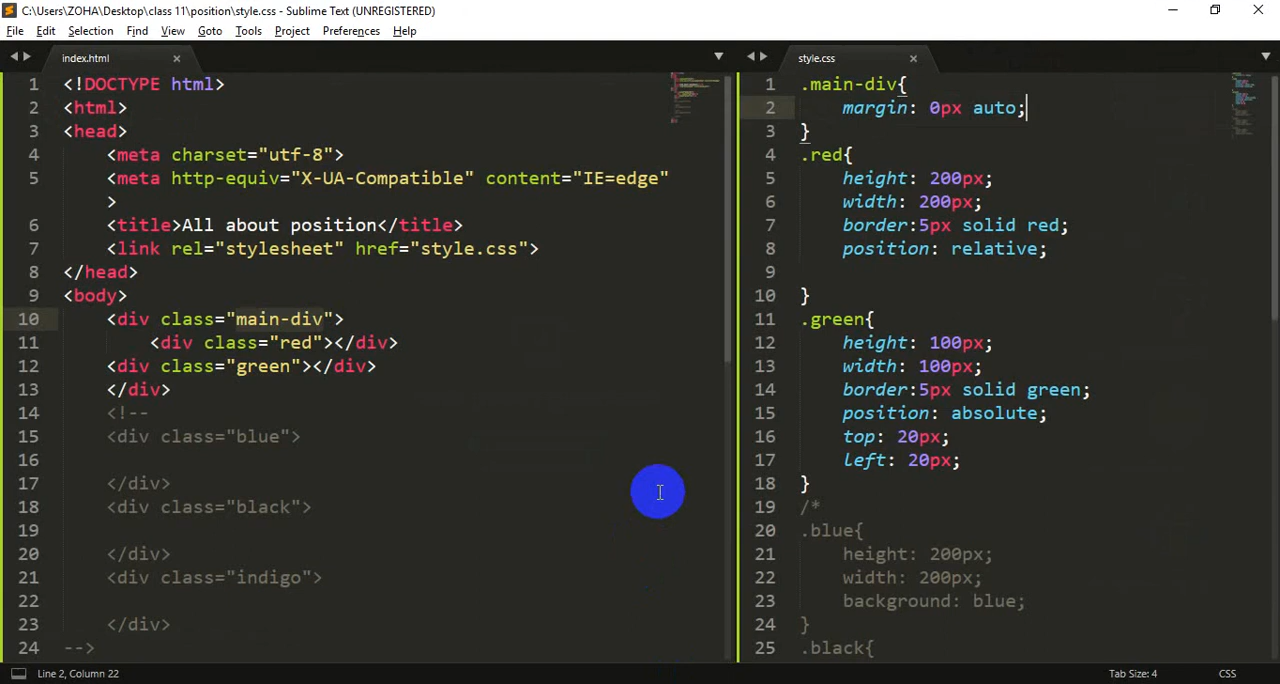 C:\Users\ZOHA\Desktop\class 11\position\style.css - Sublime Text (UNREGISTERED)
File Edit Selection Find View Goto Tools Project Preferences Help
index.html
1 <!DOCTYPE html>
2 <html>
3 <head>
4 <meta charset="utf-8">
5 <meta http-equiv="X-UA-Compatible" content="IE=edge"
>
6 <title>All about position</title>
7 <link rel="stylesheet" href="style.css">
8 </head>
9 <body>
10 <div class="main-div">
11 <div class="red"></div>
12 <div class="green"></div>
13 </div>
14 <!--
15 <div class="blue">
16
17 </div>
18 <div class="black">
19
20 </div>
21 <div class="indigo">
22
23 </div>
24 -->
style.css
1 .main-div{
2 margin: 0px auto;
3 }
4 .red{
5 height: 200px;
6 width: 200px;
7 border:5px solid red;
8 position: relative;
9
10 }
11 .green{
12 height: 100px;
13 width: 100px;
14 border:5px solid green;
15 position: absolute;
16 top: 20px;
17 left: 20px;
18 }
19 /*
20 .blue{
21 height: 200px;
22 width: 200px;
23 background: blue;
24 }
25 .black{
Line 2, Column 22
Tab Size: 4
CSS